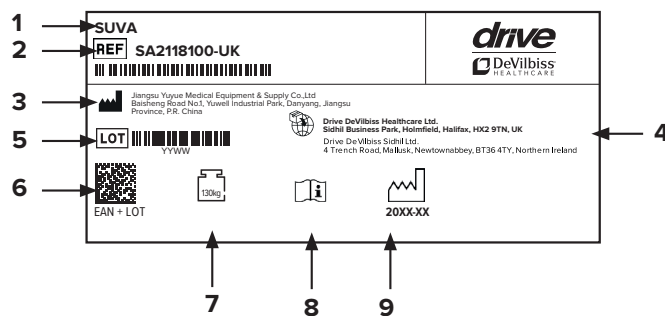 1
SUVA
2
REF SA2118100-UK
drive
DeVilbiss
HEALTHCARE
3
Jiangsu Yuyue Medical Equipment & Supply Co.,Ltd
Baisheng Road No.1, Yuwell Industrial Park, Danyang, Jiangsu
Province, P.R. China
Drive DeVilbiss Healthcare Ltd.
Sidhil Business Park, Holmfield, Halifax, HX2 9TN, UK
Drive DeVilbiss Sidhil Ltd.
4 Trench Road, Mallusk, Newtownabbey, BT36 4TY, Northern Ireland
4
5
LOT
YYWW
6
EAN + LOT
130kg
i
20XX-XX
7
8
9